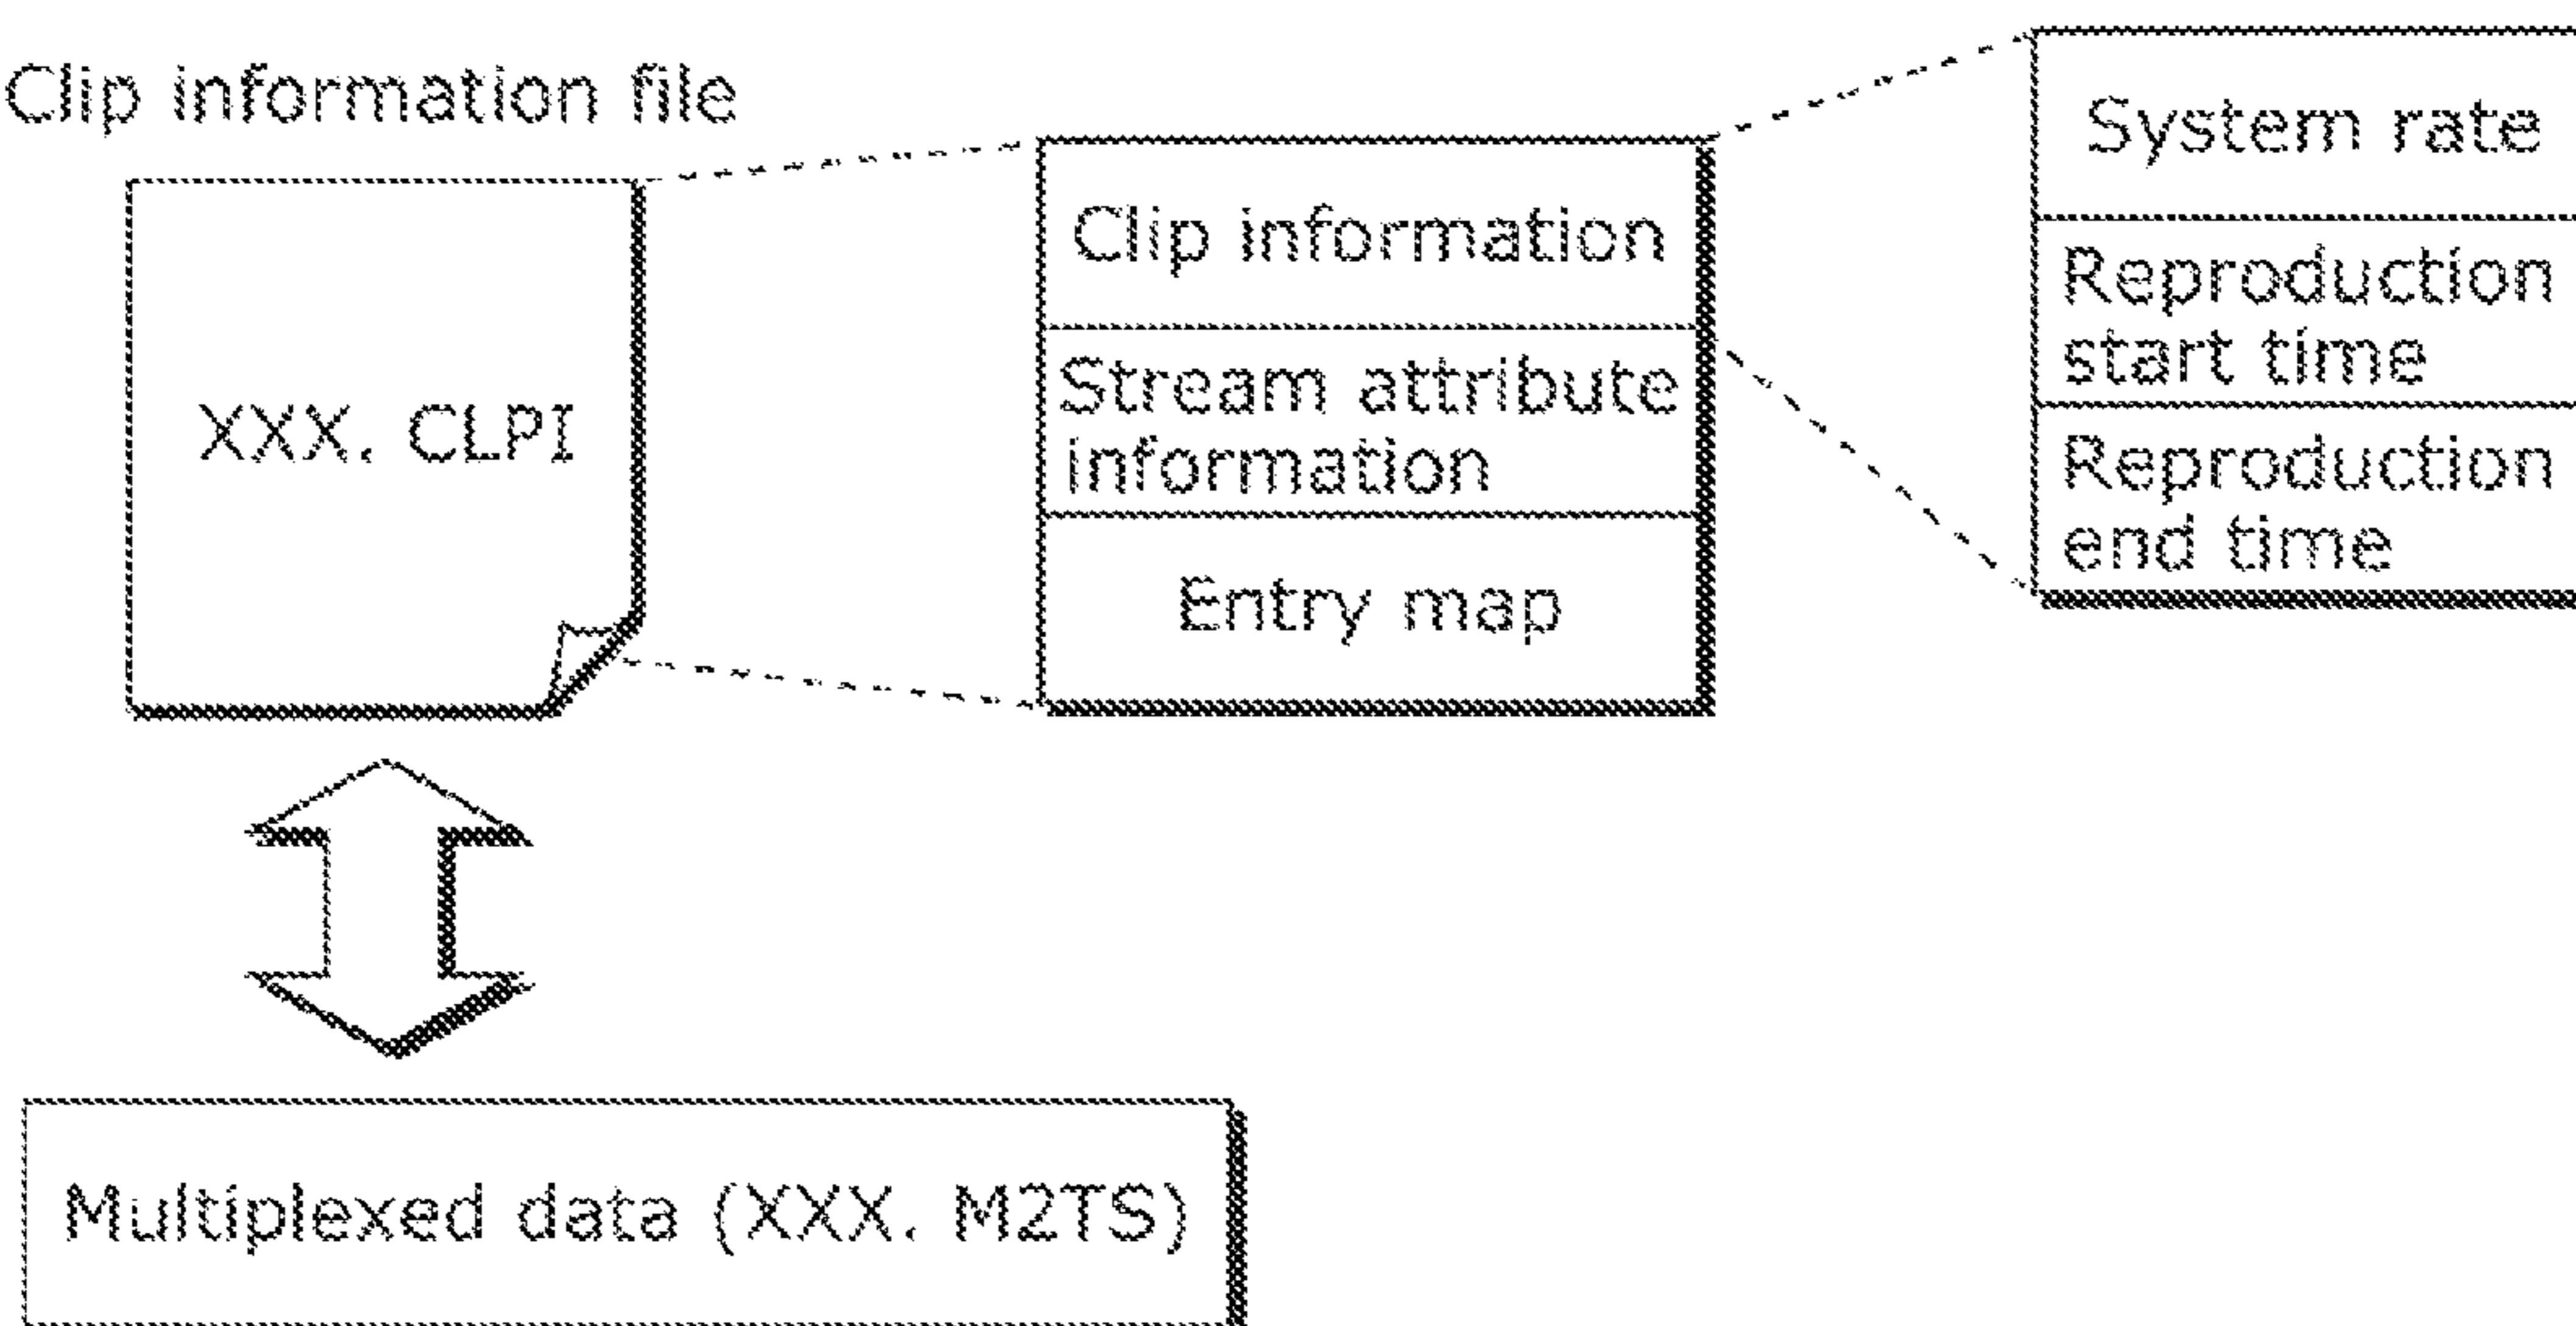 Clip information file
XXX. CLPI
Clip information
Stream attribute
information
Entry map
System rate
Reproduction
start time
Reproduction
end time
Multiplexed data (XXX. M2TS)